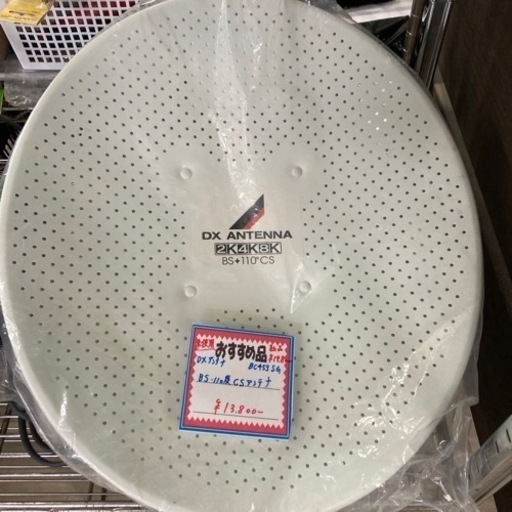 DX ANTENNA
2K4K8K
BS・110°CS
おすすめ品
DXアンテナ
BC453SG
BS・110度CSアンテナ
¥13.800-